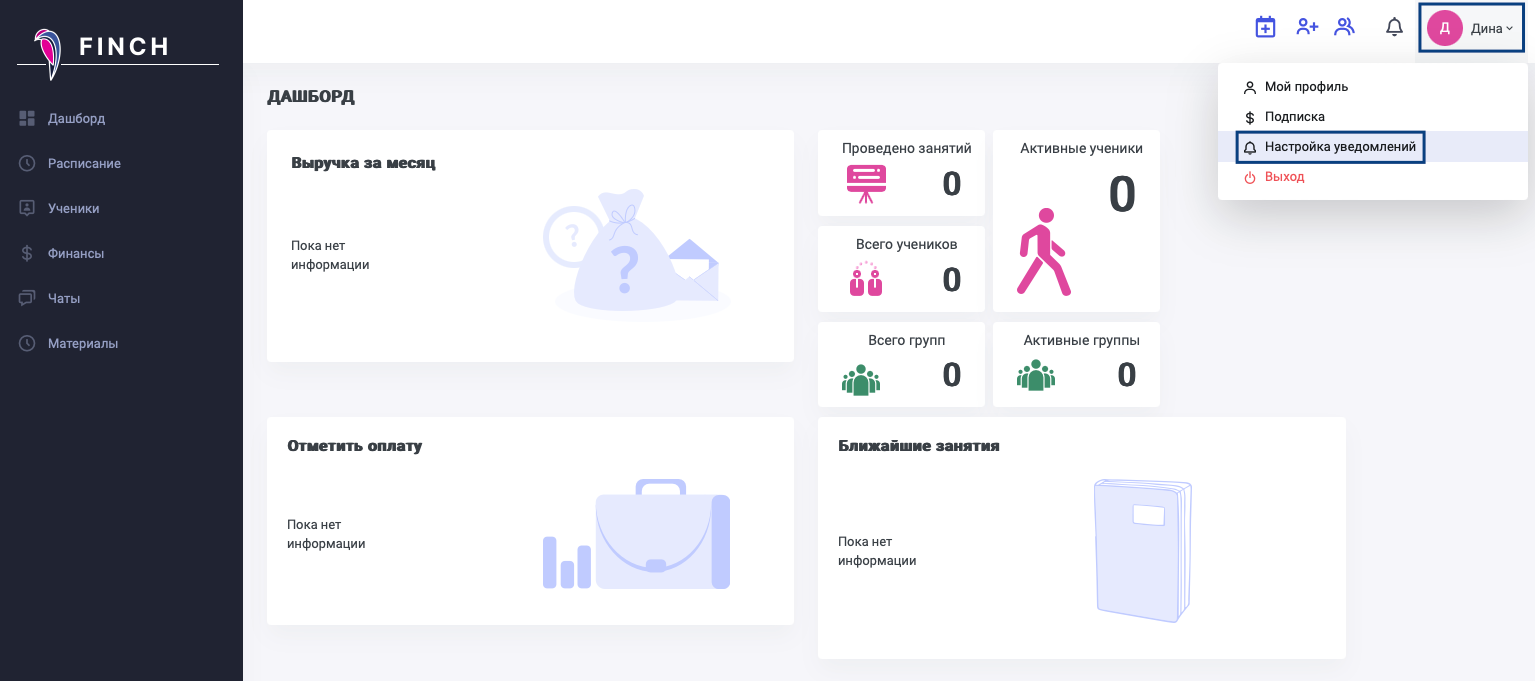 FINCH
Дашборд
Расписание
Ученики
Финансы
Чаты
Материалы
Д
Дина
Мой профиль
Подписка
Настройка уведомлений
Выход
ДАШБОРД
Выручка за месяц
Пока нет
информации
?
?
Проведено занятий
0
Активные ученики
0
Всего учеников
0
Всего групп
0
Активные группы
0
Отметить оплату
Пока нет
информации
Ближайшие занятия
Пока нет
информации